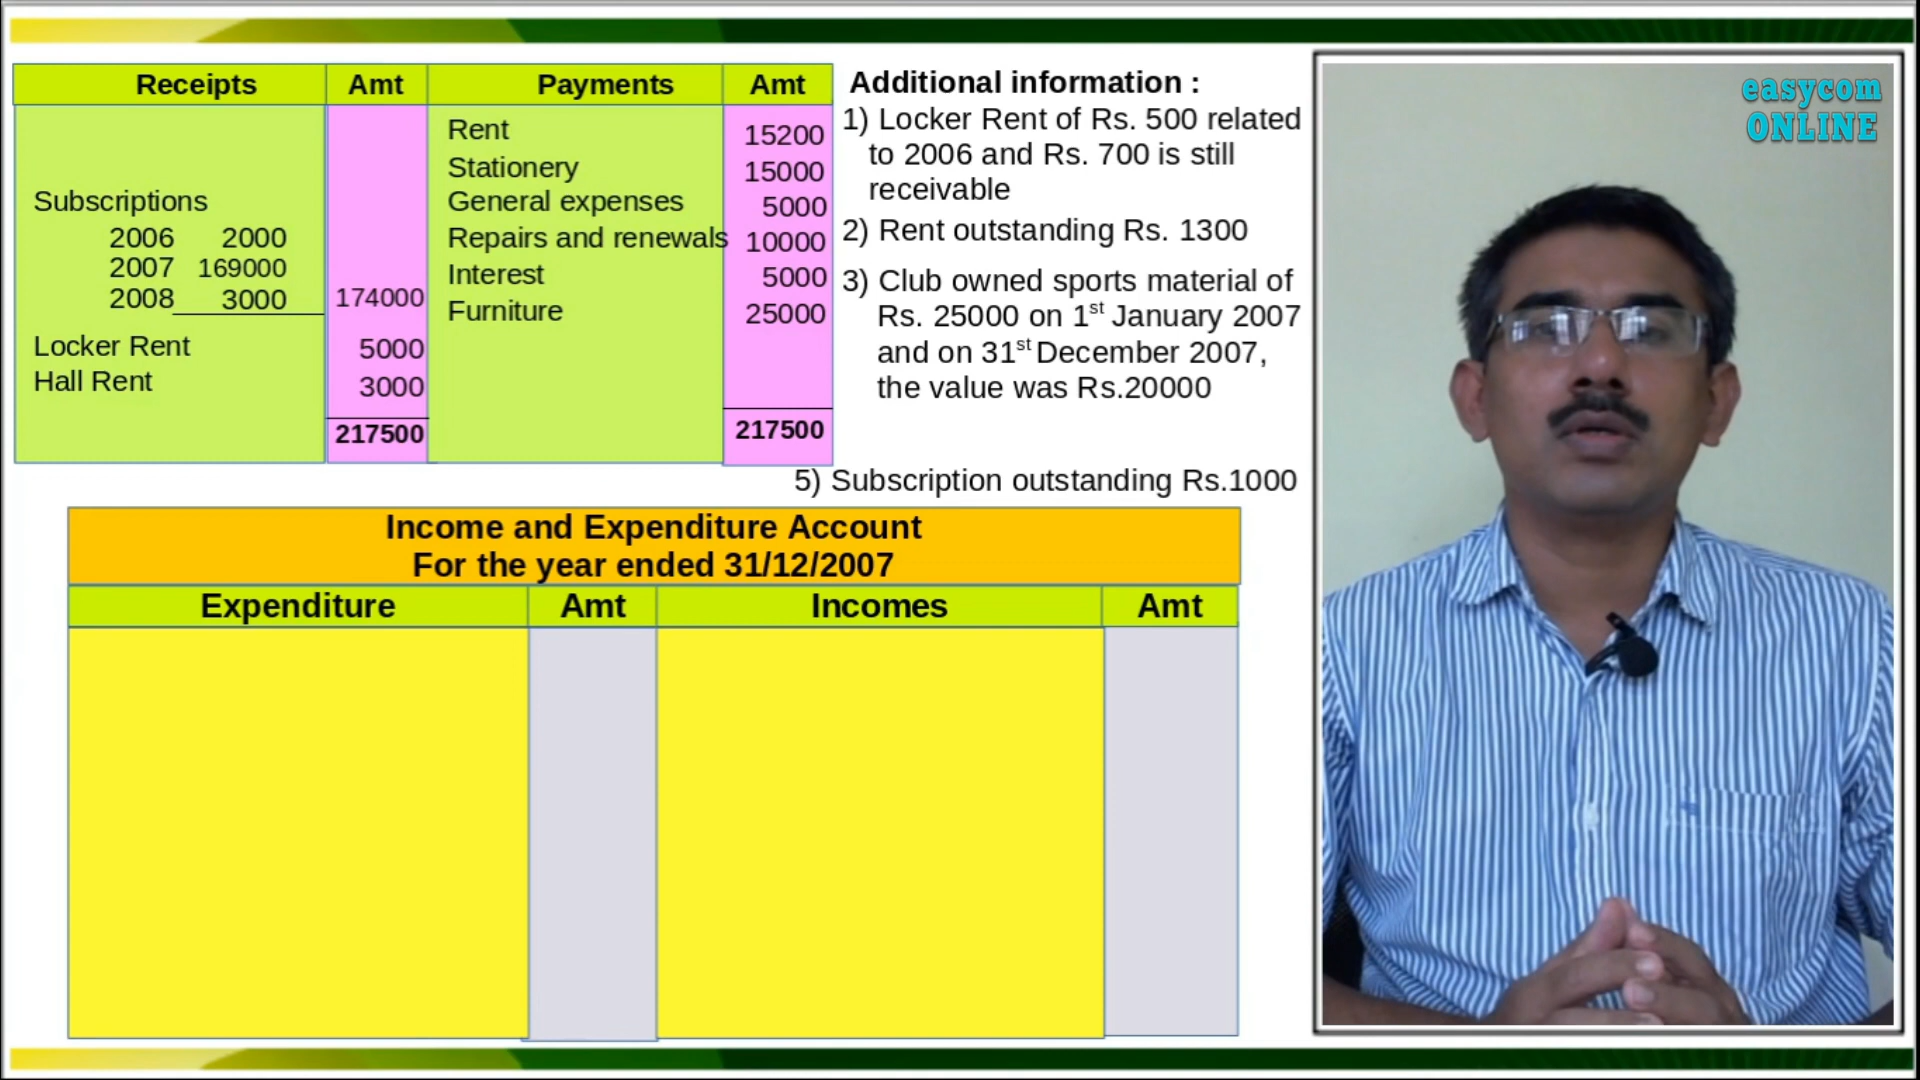 easycom
ONLINE
Receipts Amt Payments Amt
Subscriptions
2006 2000
2007 169000
2008 3000 174000
Locker Rent 5000
Hall Rent 3000
217500
Rent 15200
Stationery 15000
General expenses 5000
Repairs and renewals 10000
Interest 5000
Furniture 25000
217500
Additional information :
1) Locker Rent of Rs. 500 related
to 2006 and Rs. 700 is still
receivable
2) Rent outstanding Rs. 1300
3) Club owned sports material of
Rs. 25000 on 1st January 2007
and on 31st December 2007,
the value was Rs.20000
5) Subscription outstanding Rs.1000
Income and Expenditure Account
For the year ended 31/12/2007
Expenditure Amt Incomes Amt